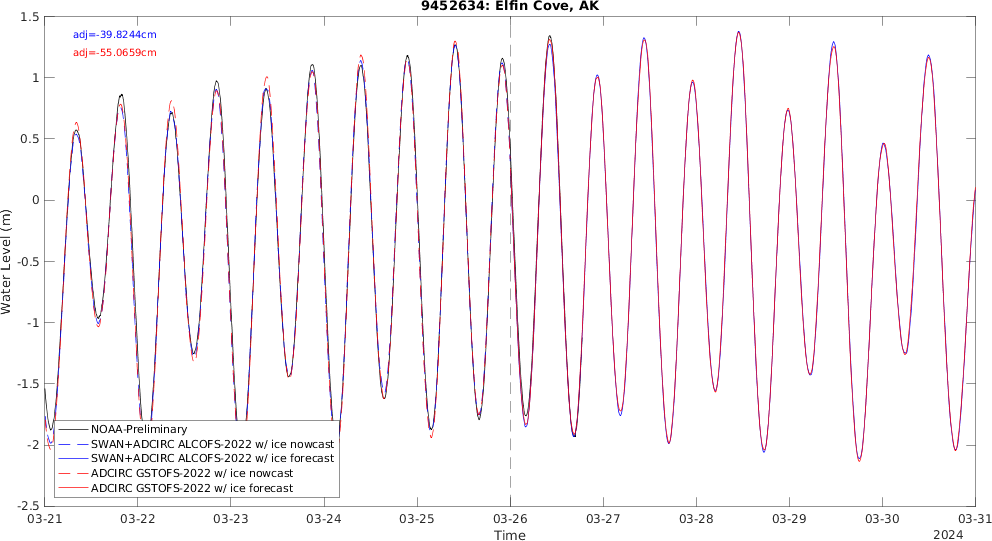 9452634: Elfin Cove, AK
adj=-39.8244cm
adj=-55.0659cm
Water Level (m)
1.5
1
0.5
0
-0.5
-1
-1.5
-2
-2.5
NOAA-Preliminary
SWAN+ADCIRC ALCOFS-2022 w/ ice nowcast
SWAN+ADCIRC ALCOFS-2022 w/ ice forecast
ADCIRC GSTOFS-2022 w/ ice nowcast
ADCIRC GSTOFS-2022 w/ ice forecast
03-21 03-22 03-23 03-24 03-25 03-26 03-27 03-28 03-29 03-30 03-31
Time
2024